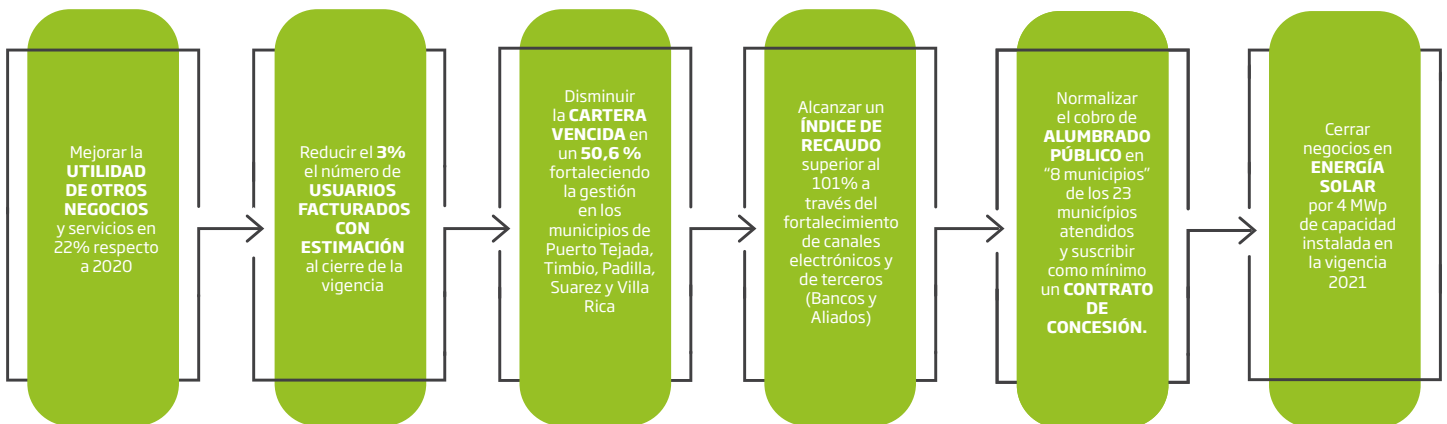 Mejorar la
UTILIDAD
DE OTROS
NEGOCIOS
y servicios en
22% respecto
a 2020
Reducir el 3%
el número de
USUARIOS
FACTURADOS
CON
ESTIMACIÓN
al cierre de la
vigencia
Disminuir
la CARTERA
VENCIDA en
un 50,6 %
fortaleciendo
la gestión
en los
municipios de
Puerto Tejada,
Timbio, Padilla,
Suarez y Villa
Rica
Alcanzar un
ÍNDICE DE
RECAUDO
superior al
101% a
través del
fortalecimiento
de canales
electrónicos y
de terceros
(Bancos y
Aliados)
Normalizar
el cobro de
ALUMBRADO
PÚBLICO en
“8 municipios”
de los 23
municípios
atendidos
y suscribir
como mínimo
un CONTRATO
DE
CONCESIÓN.
Cerrar
negocios en
ENERGÍA
SOLAR
por 4 MWp
de capacidad
instalada en
la vigencia
2021